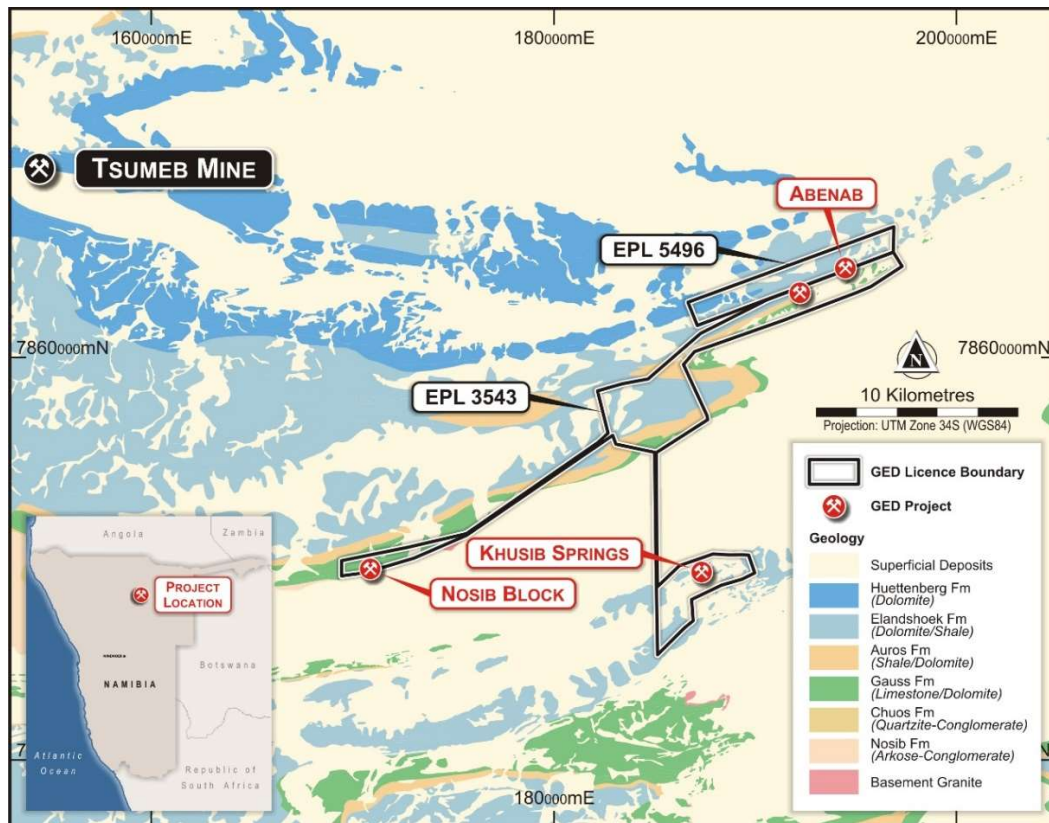 160000mE
180000mE
200000mE
TSUMEB MINE
ABENAB
EPL 5496
7860000mN
7860000mN
N
EPL 3543
10 Kilometres
Projection: UTM Zone 34S (WGS84)
KHUSIB SPRINGS
NOSIB BLOCK
GED Licence Boundary
GED Project
Geology
Superficial Deposits
Huettenberg Fm
(Dolomite)
Elandshoek Fm
(Dolomite/Shale)
Auros Fm
(Shale/Dolomite)
Gauss Fm
(Limestone/Dolomite)
Chuos Fm
(Quartzite-Conglomerate)
Nosib Fm
(Arkose-Conglomerate)
Basement Granite
Angola
Zambia
PROJECT
LOCATION
NAMIBIA
Botswana
Atlantic
Ocean
Republic of
South Africa
7
N
180000mE